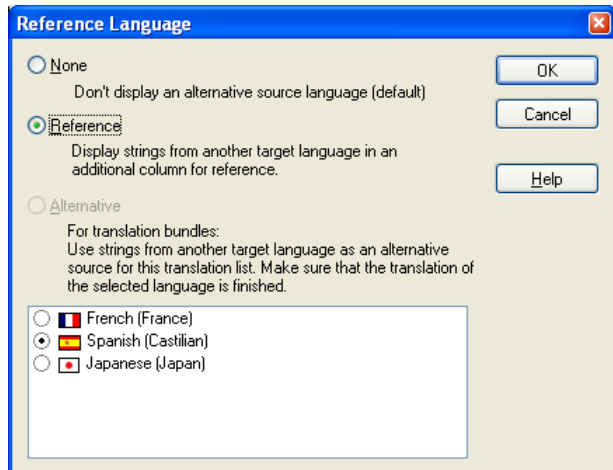 Reference Language
None
OK
Don't display an alternative source language (default)
Cancel
Reference
Display strings from another target language in an
additional column for reference.
Help
Alternative
For translation bundles:
Use strings from another target language as an alternative
source for this translation list. Make sure that the translation of
the selected language is finished.
French (France)
Spanish (Castilian)
Japanese (Japan)